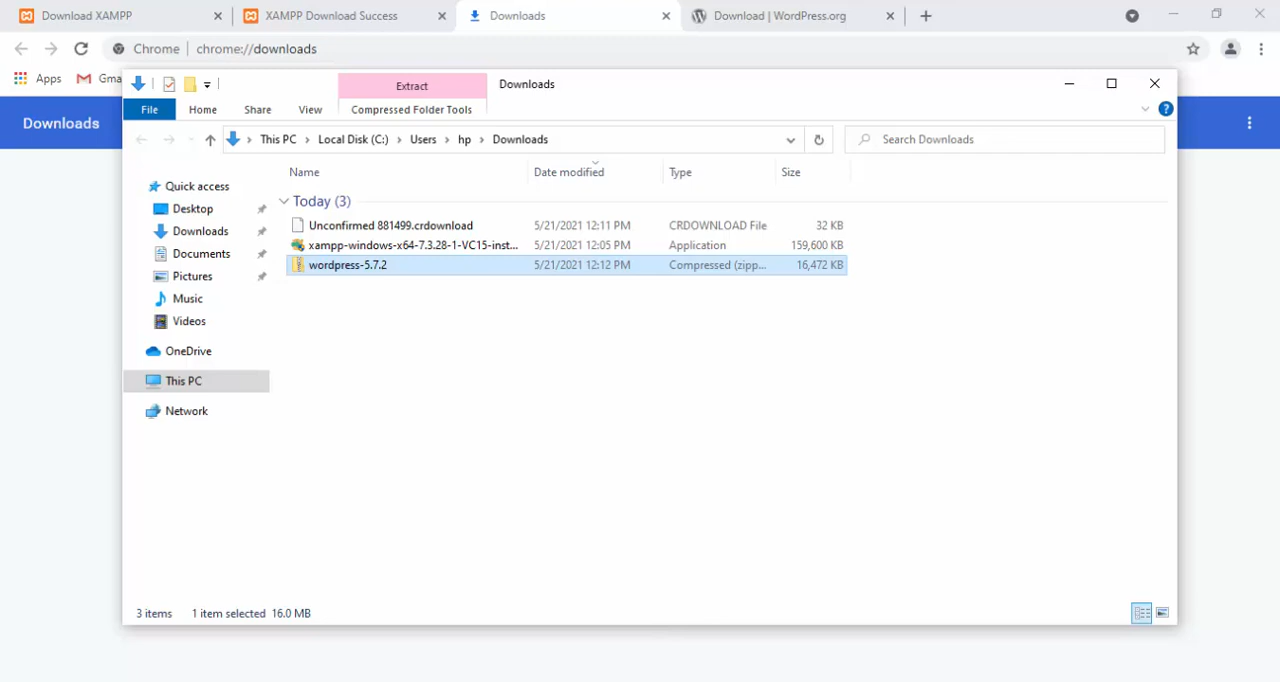 Download XAMPP
XAMPP Download Success
Downloads
Download | WordPress.org
Chrome
chrome://downloads
Apps
Gma
Extract
Downloads
File
Home
Share
View
Compressed Folder Tools
Downloads
This PC > Local Disk (C:) > Users > hp > Downloads
Search Downloads
Name
Date modified
Type
Size
Quick access
Today (3)
Desktop
Unconfirmed 881499.crdownload 5/21/2021 12:11 PM CRDOWNLOAD File 32 KB
Downloads
xampp-windows-x64-7.3.28-1-VC15-inst... 5/21/2021 12:05 PM Application 159,600 KB
Documents
wordpress-5.7.2 5/21/2021 12:12 PM Compressed (zipp... 16,472 KB
Pictures
Music
Videos
OneDrive
This PC
Network
3 items
1 item selected 16.0 MB